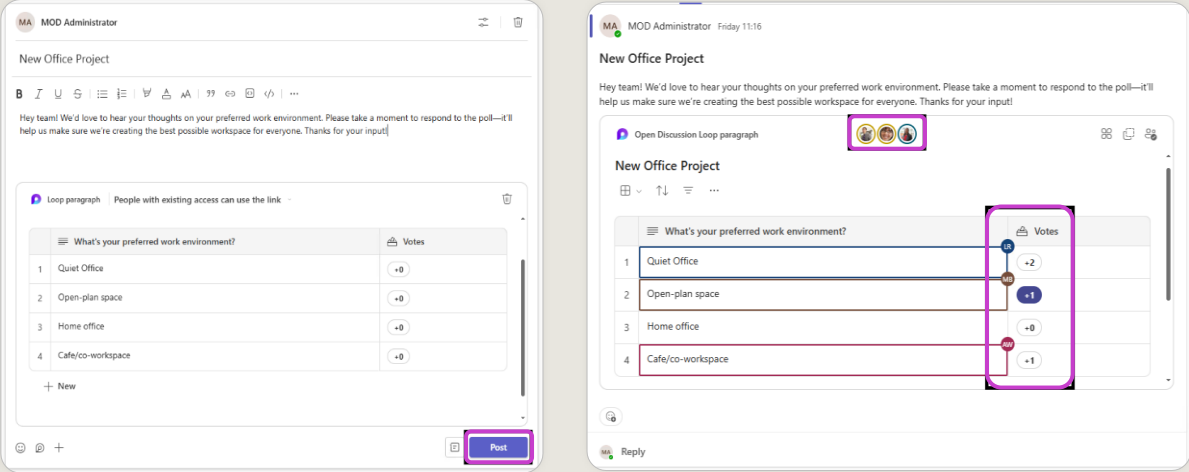 MA MOD Administrator
New Office Project
B I U S AA
Hey team! We'd love to hear your thoughts on your preferred work environment. Please take a moment to respond to the poll—it'll
help us make sure we're creating the best possible workspace for everyone. Thanks for your input!
Loop paragraph People with existing access can use the link
What's your preferred work environment? Votes
1 Quiet Office +0
2 Open-plan space +0
3 Home office +0
4 Cafe/co-workspace +0
+ New
Post
MA MOD Administrator Friday 11:16
New Office Project
Hey team! We'd love to hear your thoughts on your preferred work environment. Please take a moment to respond to the poll—it'll
help us make sure we're creating the best possible workspace for everyone. Thanks for your input!
Open Discussion Loop paragraph
New Office Project
What's your preferred work environment? Votes
LR
1 Quiet Office +2
MB
2 Open-plan space +1
3 Home office +0
AW
4 Cafe/co-workspace +1
MA Reply